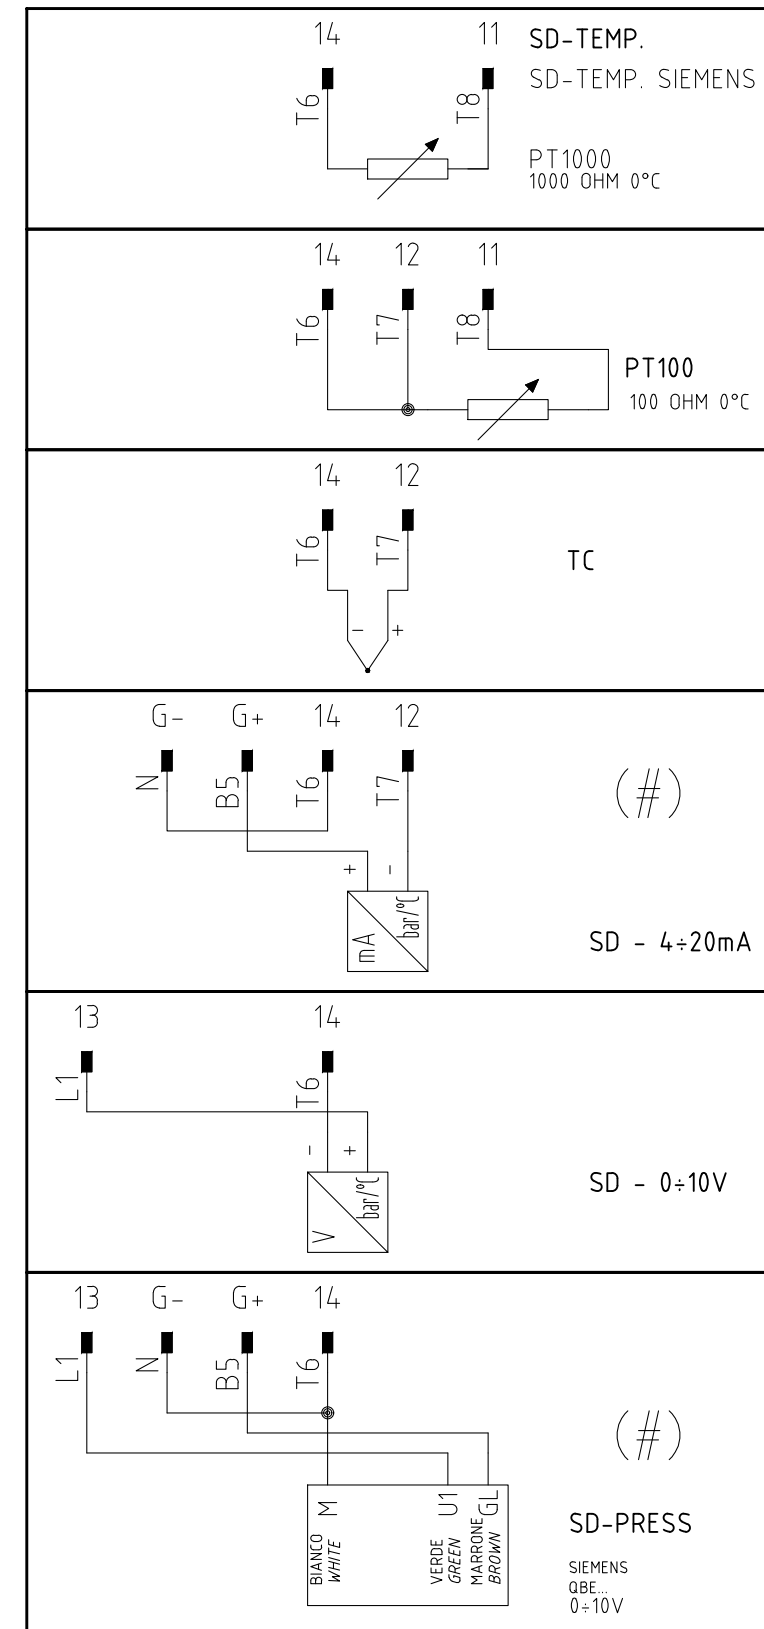 14 11 SD-TEMP.
T6 T8 SD-TEMP. SIEMENS
PT1000
1000 OHM 0°C
14 12 11
T6 T7 T8
PT100
100 OHM 0°C
14 12
T6 T7
TC
- +
G- G+ 14 12
N B5 T6 T7
(#)
+ -
mA bar/°C
SD - 4÷20mA
13 14
L1 T6
- +
V bar/°C
SD - 0÷10V
13 G- G+ 14
L1 N B5 T6
(#)
M U1 GL
BIANCO
WHITE
VERDE
GREEN
MARRONE
BROWN
SD-PRESS
SIEMENS
QBE...
0÷10V